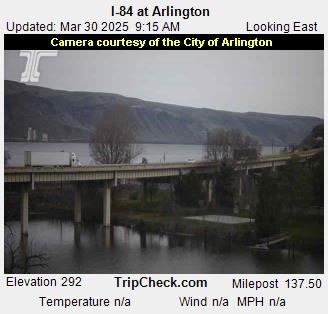 I-84 at Arlington
Updated: Mar 30 2025 9:15 AM Looking East
Camera courtesy of the City of Arlington
Elevation 292 TripCheck.com Milepost 137.50
Temperature n/a Wind n/a MPH n/a